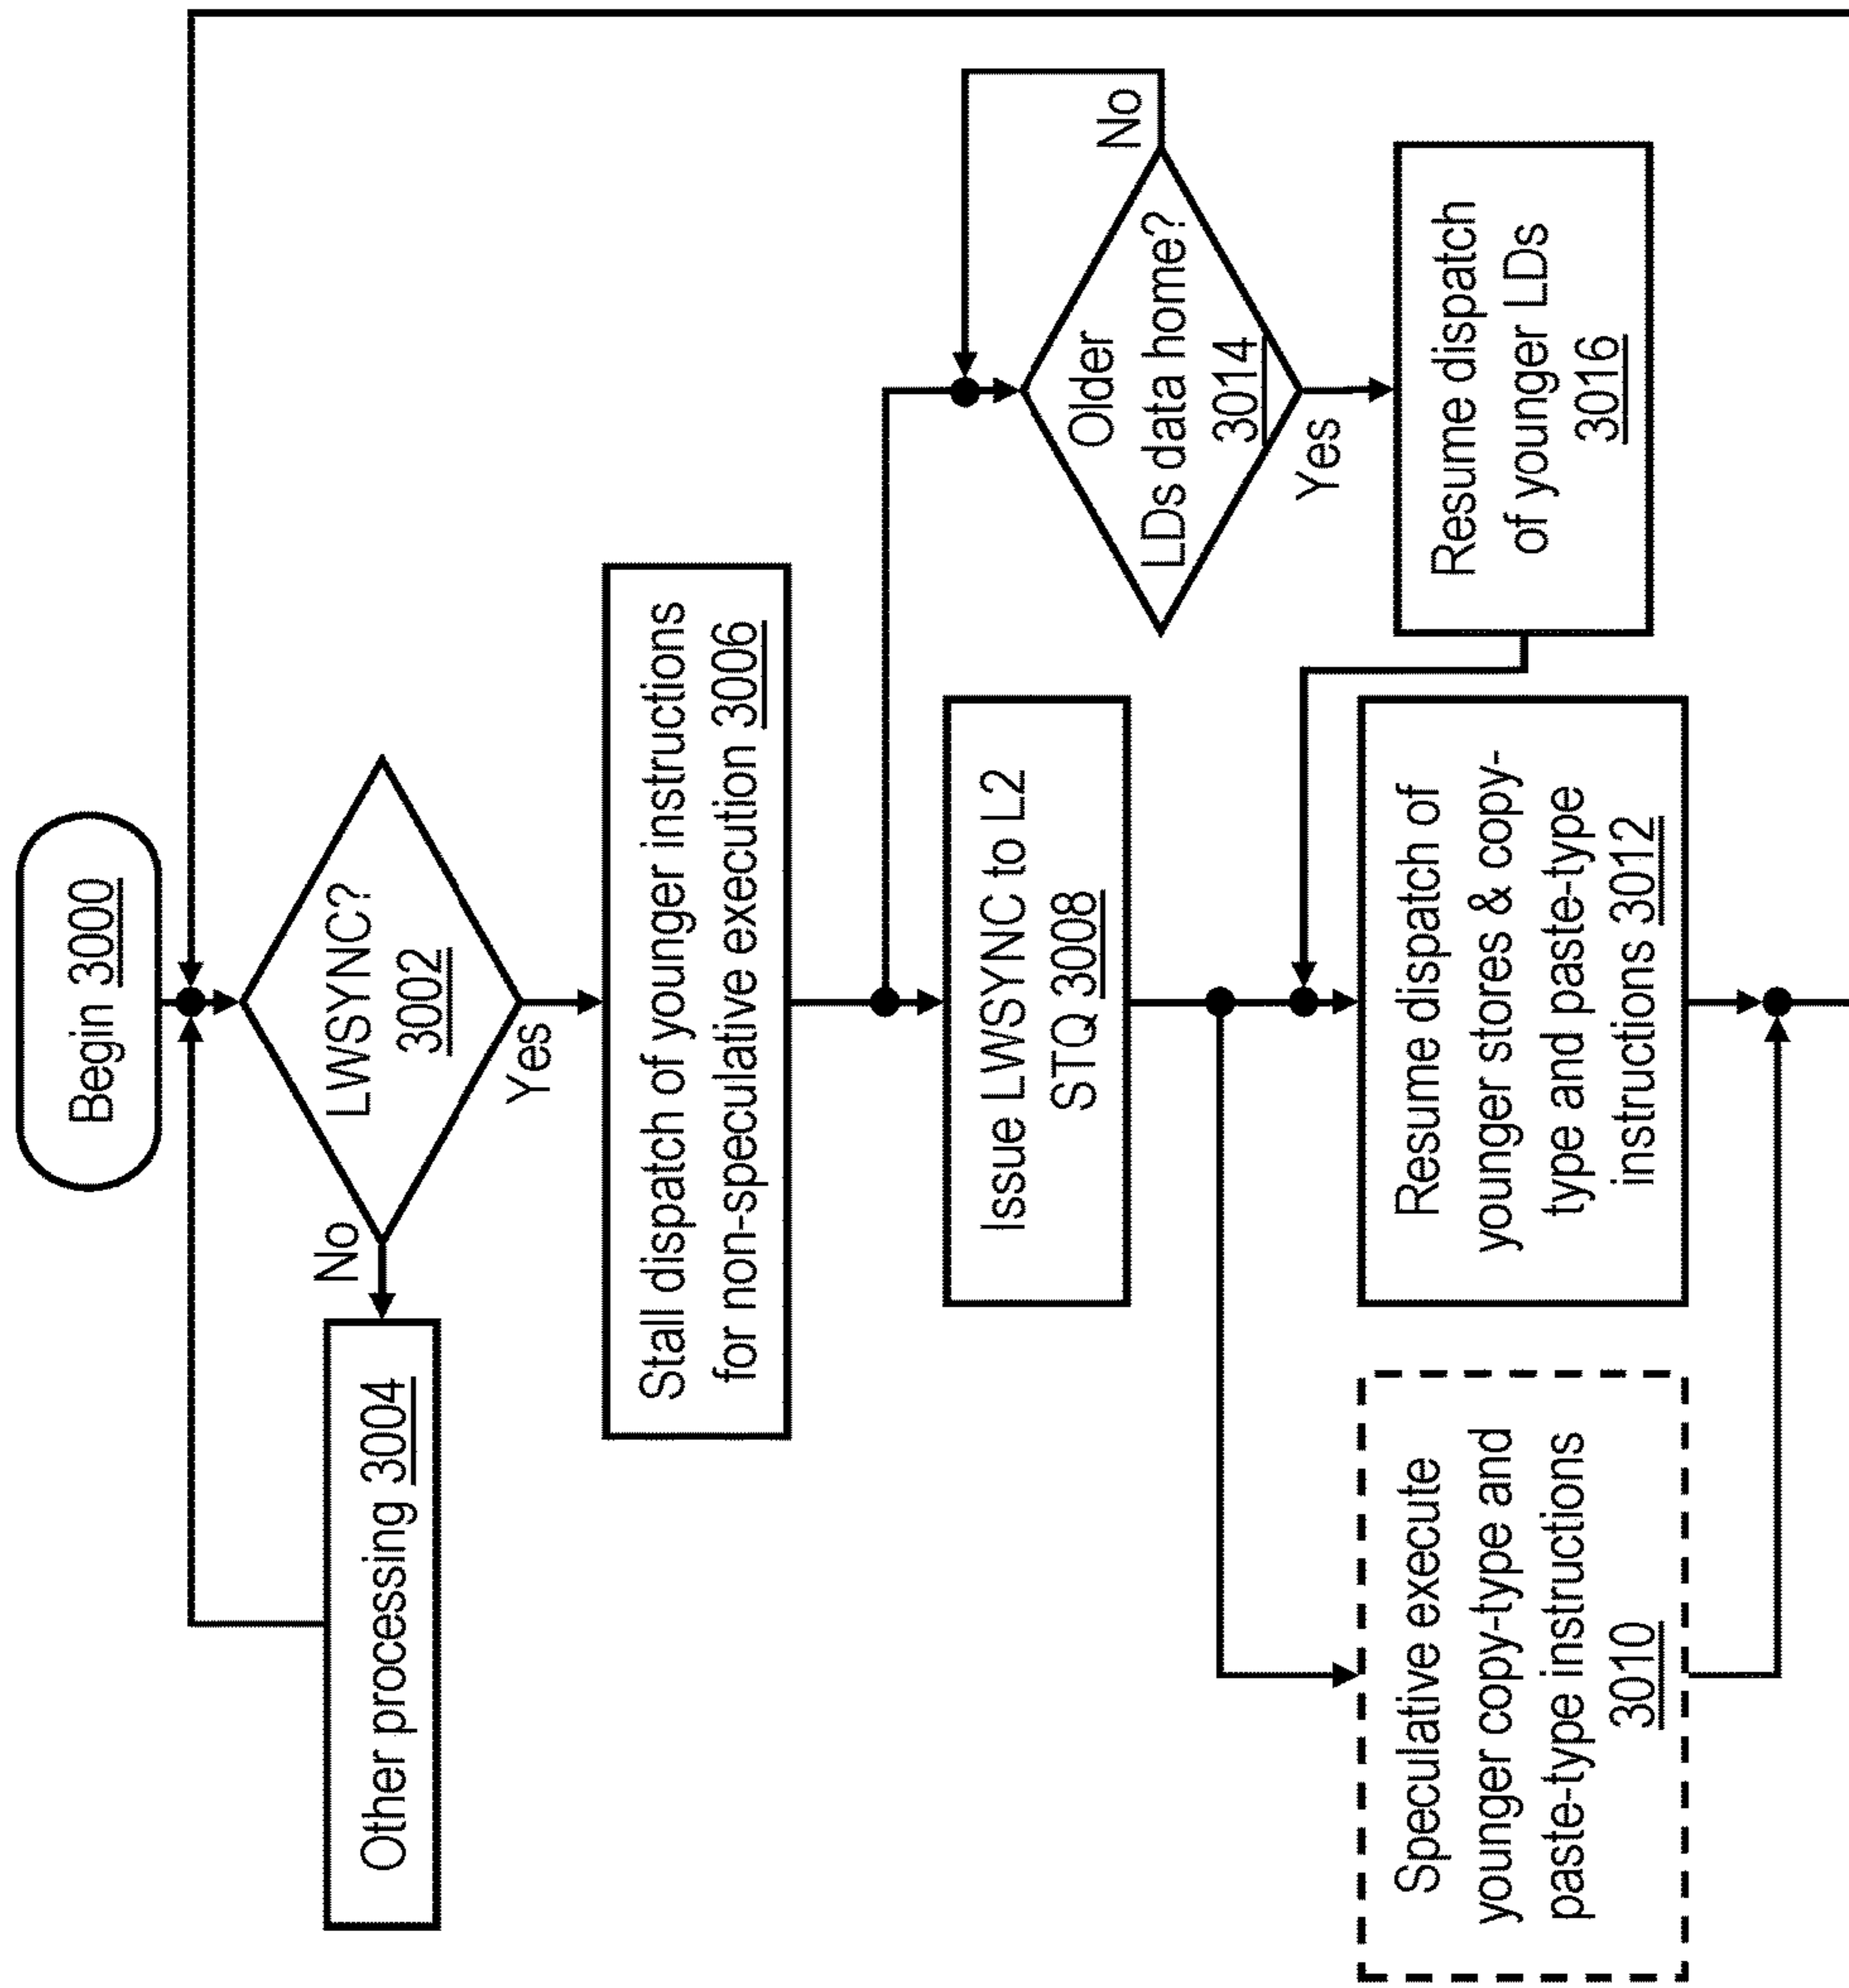 Begin 3000
LWSYNC?
3002
No
Yes
Other processing 3004
Stall dispatch of younger instructions
for non-speculative execution 3006
Issue LWSYNC to L2
STQ 3008
Older
LDs data home?
3014
No
Yes
Resume dispatch
of younger LDs
3016
Speculative execute
younger copy-type and
paste-type instructions
3010
Resume dispatch of
younger stores & copy-
type and paste-type
instructions 3012